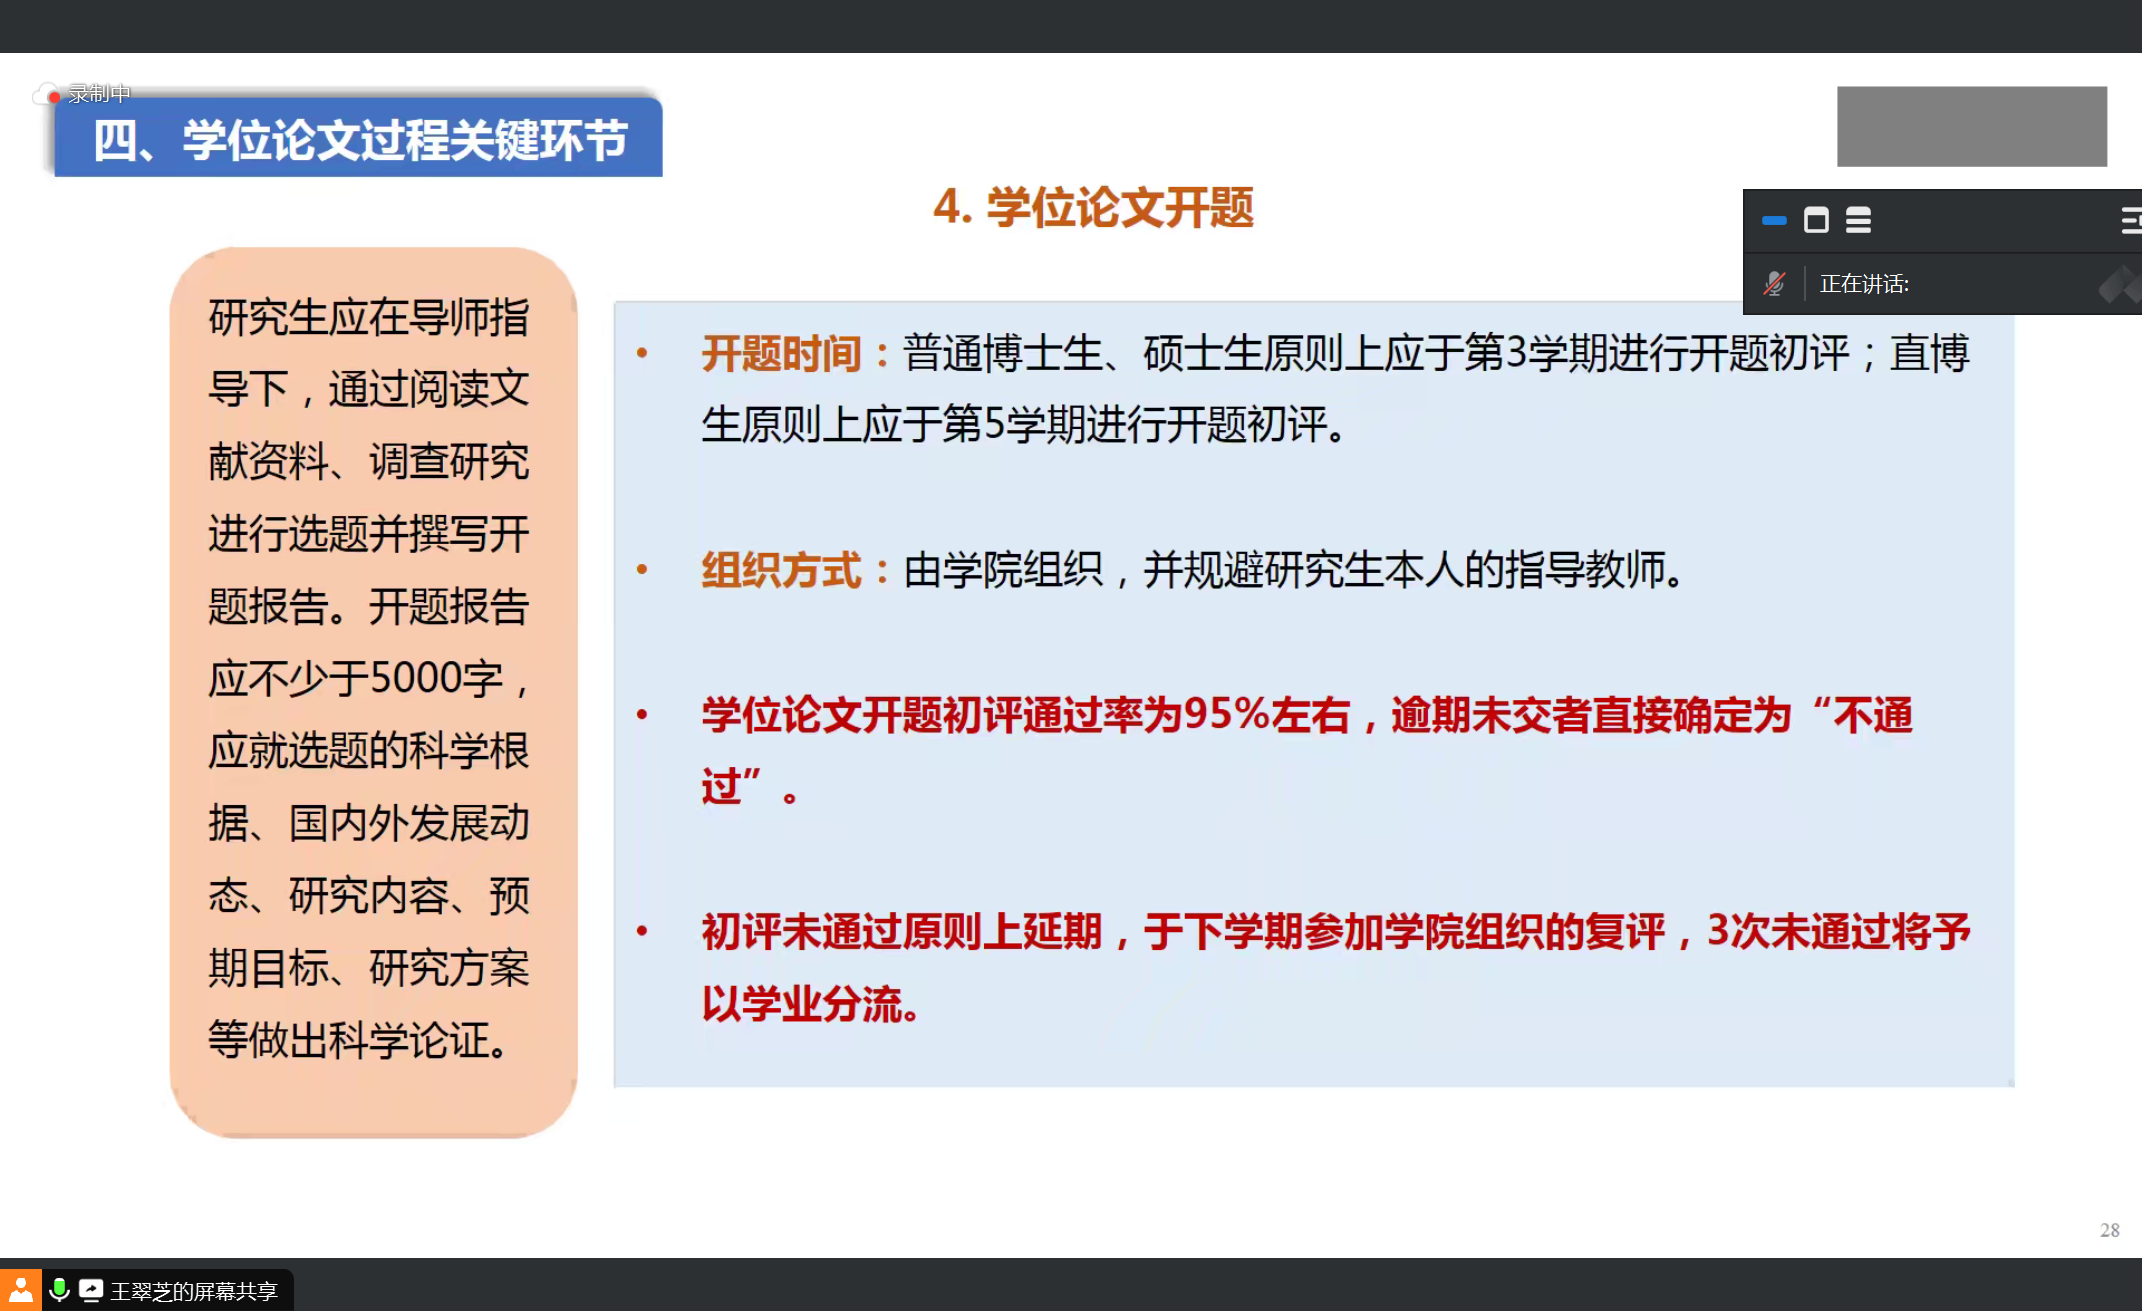 录制中
四、学位论文过程关键环节
4. 学位论文开题
正在讲话:
研究生应在导师指
导下，通过阅读文
献资料、调查研究
进行选题并撰写开
题报告。开题报告
应不少于5000字，
应就选题的科学根
据、国内外发展动
态、研究内容、预
期目标、研究方案
等做出科学论证。
• 开题时间：普通博士生、硕士生原则上应于第3学期进行开题初评；直博
生原则上应于第5学期进行开题初评。
• 组织方式：由学院组织，并规避研究生本人的指导教师。
• 学位论文开题初评通过率为95%左右，逾期未交者直接确定为“不通
过”。
• 初评未通过原则上延期，于下学期参加学院组织的复评，3次未通过将予
以学业分流。
28
王翠芝的屏幕共享